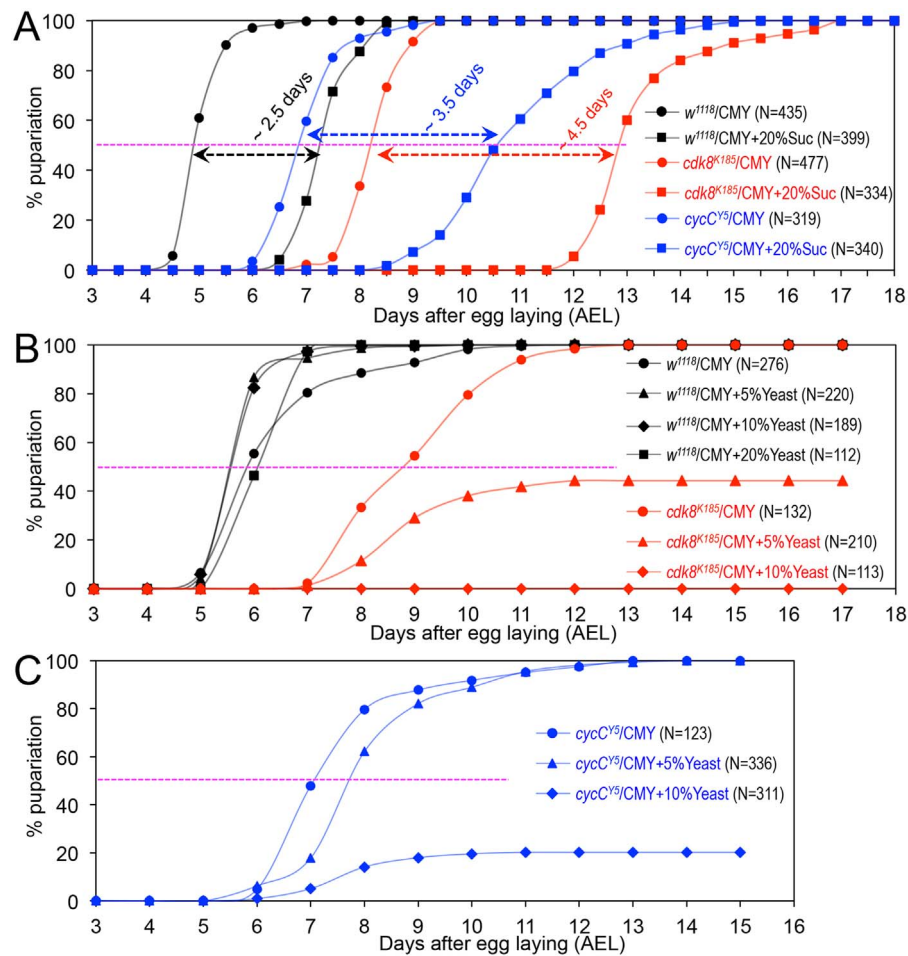 A
% pupariation
100
80
60
40
20
0
~ 2.5 days
~ 3.5 days
~4.5 days
w1118/CMY (N=435)
w1118/CMY+20%Suc (N=399)
cdk8K185/CMY (N=477)
cdk8K185/CMY+20%Suc (N=334)
cycCY5/CMY (N=319)
cycCY5/CMY+20%Suc (N=340)
3 4 5 6 7 8 9 10 11 12 13 14 15 16 17 18
Days after egg laying (AEL)
B
% pupariation
100
80
60
40
20
0
w1118/CMY (N=276)
w1118/CMY+5%Yeast (N=220)
w1118/CMY+10%Yeast (N=189)
w1118/CMY+20%Yeast (N=112)
cdk8K185/CMY (N=132)
cdk8K185/CMY+5%Yeast (N=210)
cdk8K185/CMY+10%Yeast (N=113)
3 4 5 6 7 8 9 10 11 12 13 14 15 16 17 18
Days after egg laying (AEL)
C
% pupariation
100
80
60
40
20
0
cycCY5/CMY (N=123)
cycCY5/CMY+5%Yeast (N=336)
cycCY5/CMY+10%Yeast (N=311)
3 4 5 6 7 8 9 10 11 12 13 14 15 16
Days after egg laying (AEL)